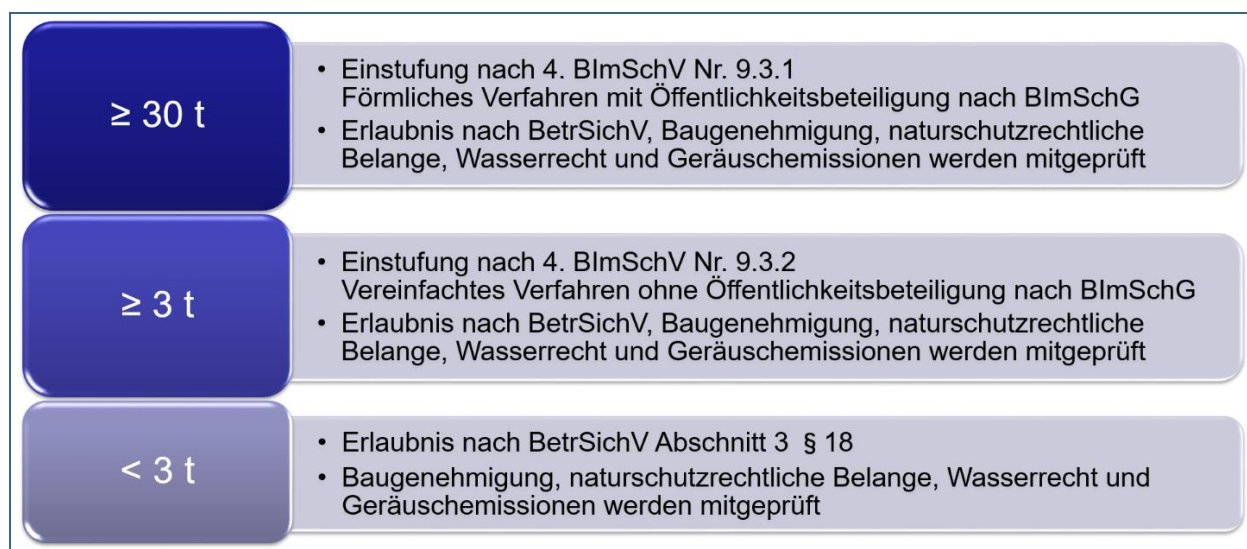 ≥ 30 t
• Einstufung nach 4. BImSchV Nr. 9.3.1
Förmliches Verfahren mit Öffentlichkeitsbeteiligung nach BImSchG
• Erlaubnis nach BetrSichV, Baugenehmigung, naturschutzrechtliche
Belange, Wasserrecht und Geräuschemissionen werden mitgeprüft
≥ 3 t
• Einstufung nach 4. BImSchV Nr. 9.3.2
Vereinfachtes Verfahren ohne Öffentlichkeitsbeteiligung nach BImSchG
• Erlaubnis nach BetrSichV, Baugenehmigung, naturschutzrechtliche
Belange, Wasserrecht und Geräuschemissionen werden mitgeprüft
< 3 t
• Erlaubnis nach BetrSichV Abschnitt 3 § 18
• Baugenehmigung, naturschutzrechtliche Belange, Wasserrecht und
Geräuschemissionen werden mitgeprüft